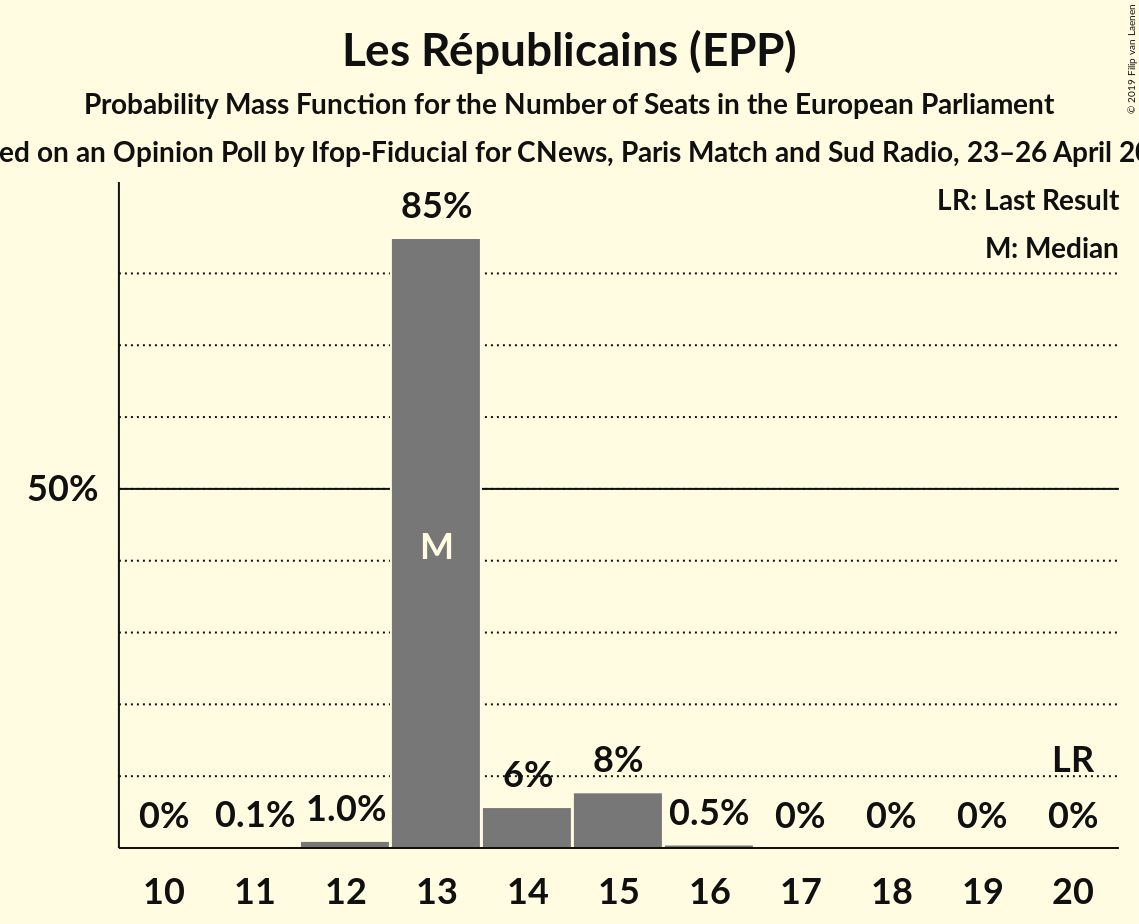 Les Républicains (EPP)
Probability Mass Function for the Number of Seats in the European Parliament
on an Opinion Poll by Ifop-Fiducial for CNews, Paris Match and Sud Radio, 23–26 April
© 2019 Filip van Laenen
LR: Last Result
M: Median
85%
50%
M
6%
8%
LR
0%
0.1%
1.0%
0.5%
0%
0%
0%
0%
10 11 12 13 14 15 16 17 18 19 20